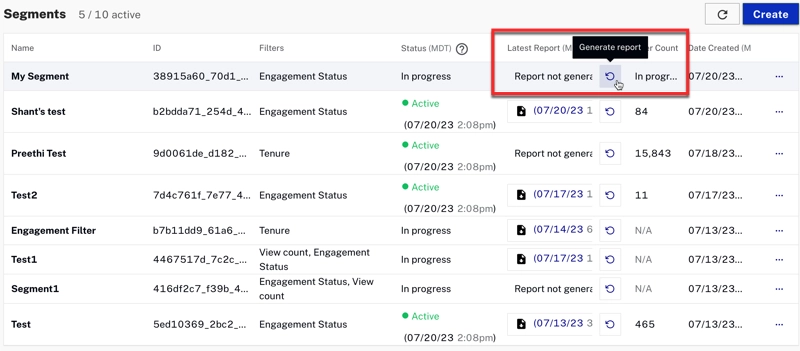 Segments 5 / 10 active Create
Generate report
Name ID Filters Status (MDT) Latest Report (M er Count Date Created (M
My Segment 38915a60_70d1_... Engagement Status In progress Report not genera In progr... 07/20/23...
Shant's test b2bdda71_254d_4... Engagement Status Active (07/20/23 1 84 07/20/23...
(07/20/23 2:08pm)
Preethi Test 9d0061de_d182_... Tenure Active Report not genera 15,843 07/18/23...
(07/20/23 2:08pm)
Test2 7d4c761f_7e77_4... Engagement Status Active (07/17/23 1 11 07/17/23...
(07/20/23 2:08pm)
Engagement Filter b7b11dd9_61a6_... Tenure In progress (07/14/23 6 N/A 07/13/23...
Test1 4467517d_7c2c_... View count, Engagement Status In progress (07/17/23 1 N/A 07/13/23...
Segment1 416df2c7_f39b_4... Engagement Status, View count In progress Report not genera N/A 07/13/23...
Test 5ed10369_2bc2_... Engagement Status Active (07/13/23 3 465 07/13/23...
(07/20/23 2:08pm)